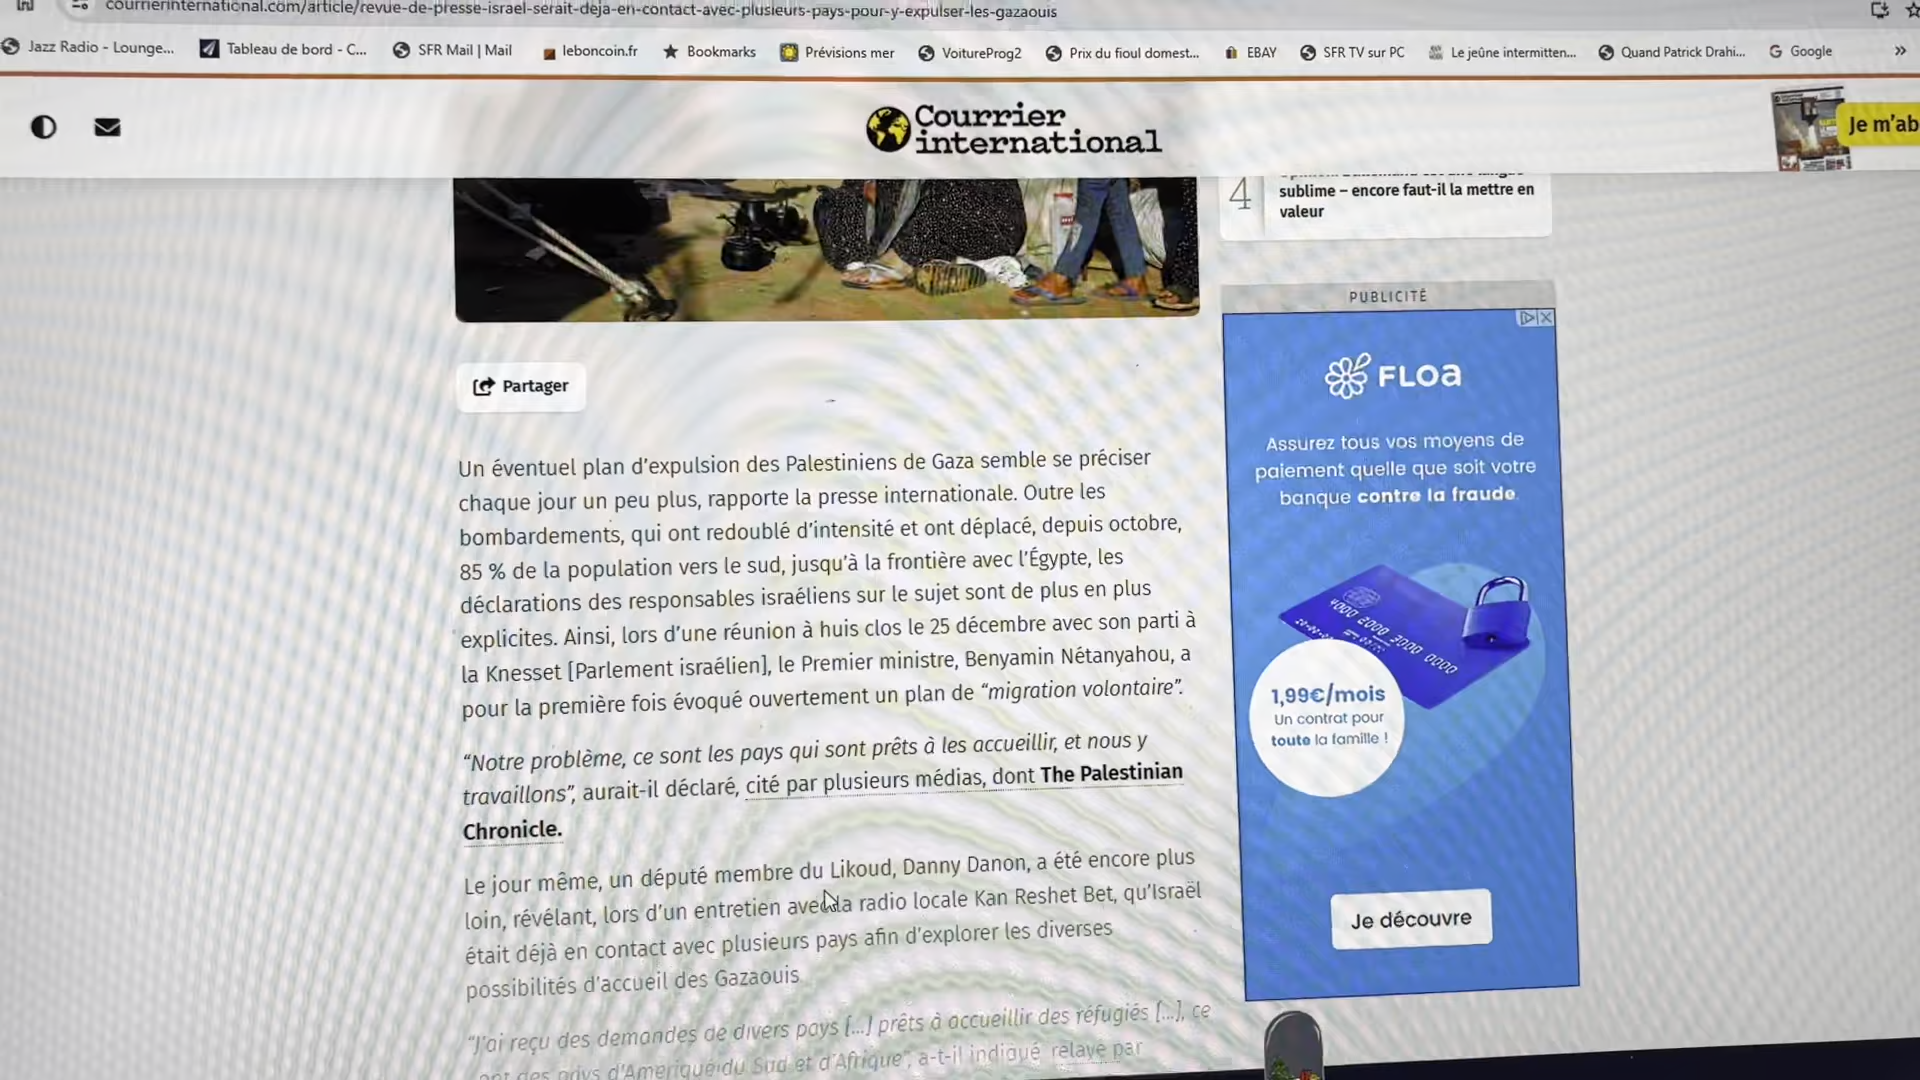 courrierinternational.com/article/revue-de-presse-israel-serait-deja-en-contact-avec-plusieurs-pays-pour-y-expulser-les-gazaouis
Jazz Radio - Lounge... Tableau de bord - C... SFR Mail | Mail leboncoin.fr Bookmarks Prévisions mer VoitureProg2 Prix du fioul domest... EBAY SFR TV sur PC Le jeûne intermitten... Quand Patrick Drahi... Google »
Courrier
international
Je m'ab
4
sublime – encore faut-il la mettre en
valeur
PUBLICITÉ
FLOa
Assurez tous vos moyens de
paiement quelle que soit votre
banque contre la fraude.
4000 2000 3000 0000
1,99€/mois
Un contrat pour
toute la famille !
Je découvre
Partager
Un éventuel plan d'expulsion des Palestiniens de Gaza semble se préciser
chaque jour un peu plus, rapporte la presse internationale. Outre les
bombardements, qui ont redoublé d'intensité et ont déplacé, depuis octobre,
85 % de la population vers le sud, jusqu'à la frontière avec l'Égypte, les
déclarations des responsables israéliens sur le sujet sont de plus en plus
explicites. Ainsi, lors d'une réunion à huis clos le 25 décembre avec son parti à
la Knesset [Parlement israélien], le Premier ministre, Benyamin Nétanyahou, a
pour la première fois évoqué ouvertement un plan de “migration volontaire”.
“Notre problème, ce sont les pays qui sont prêts à les accueillir, et nous y
travaillons”, aurait-il déclaré, cité par plusieurs médias, dont The Palestinian
Chronicle.
Le jour même, un député membre du Likoud, Danny Danon, a été encore plus
loin, révélant, lors d'un entretien avec la radio locale Kan Reshet Bet, qu'Israël
était déjà en contact avec plusieurs pays afin d'explorer les diverses
possibilités d'accueil des Gazaouis.
“J'ai reçu des demandes de divers pays [...] prêts à accueillir des réfugiés [...], ce
des pays d'Amérique du Sud et d'Afrique”, a-t-il indiqué, relayé par